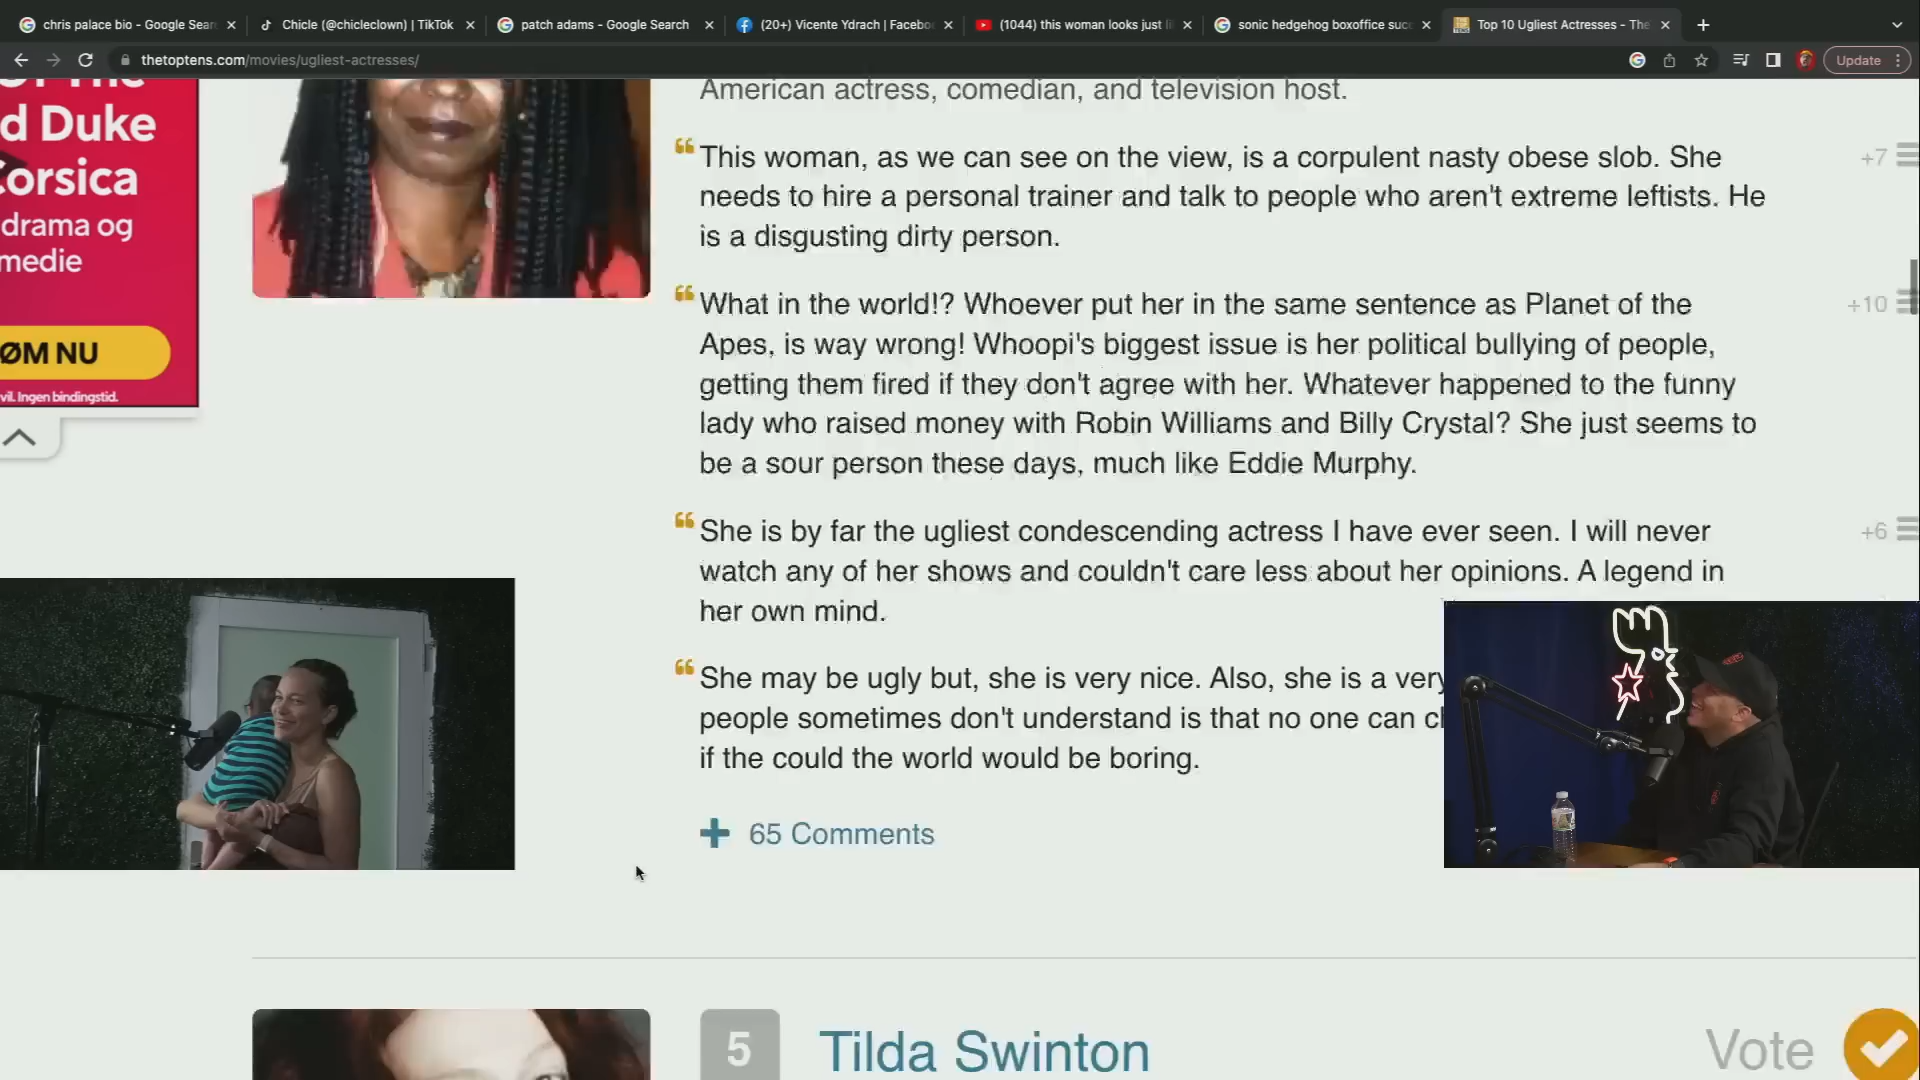 chris palace bio - Google Sear
Chicle (@chicleclown) | TikTok
patch adams - Google Search
(20+) Vicente Ydrach | Facebo
(1044) this woman looks just li
sonic hedgehog boxoffice suc
Top 10 Ugliest Actresses - The
thetoptens.com/movies/ugliest-actresses/
Update
d Duke
Corsica
drama og
medie
ØM NU
vil. Ingen bindingstid.
American actress, comedian, and television host.
This woman, as we can see on the view, is a corpulent nasty obese slob. She
needs to hire a personal trainer and talk to people who aren't extreme leftists. He
is a disgusting dirty person.
+7
What in the world!? Whoever put her in the same sentence as Planet of the
Apes, is way wrong! Whoopi's biggest issue is her political bullying of people,
getting them fired if they don't agree with her. Whatever happened to the funny
lady who raised money with Robin Williams and Billy Crystal? She just seems to
be a sour person these days, much like Eddie Murphy.
+10
She is by far the ugliest condescending actress I have ever seen. I will never
watch any of her shows and couldn't care less about her opinions. A legend in
her own mind.
+6
She may be ugly but, she is very nice. Also, she is a very
people sometimes don't understand is that no one can c
if the could the world would be boring.
65 Comments
5
Tilda Swinton
Vote